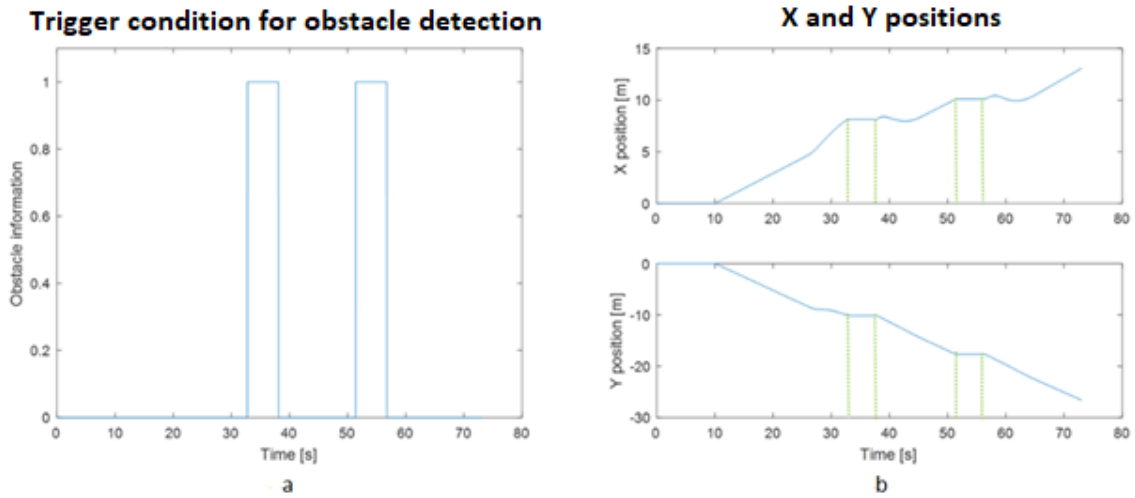 Trigger condition for obstacle detection
X and Y positions
1
0.8
0.6
0.4
0.2
0
Obstacle information
0 10 20 30 40 50 60 70 80
Time [s]
a
15
10
5
0
X position [m]
0 10 20 30 40 50 60 70 80
0
-10
-20
-30
Y position [m]
0 10 20 30 40 50 60 70 80
Time [s]
b